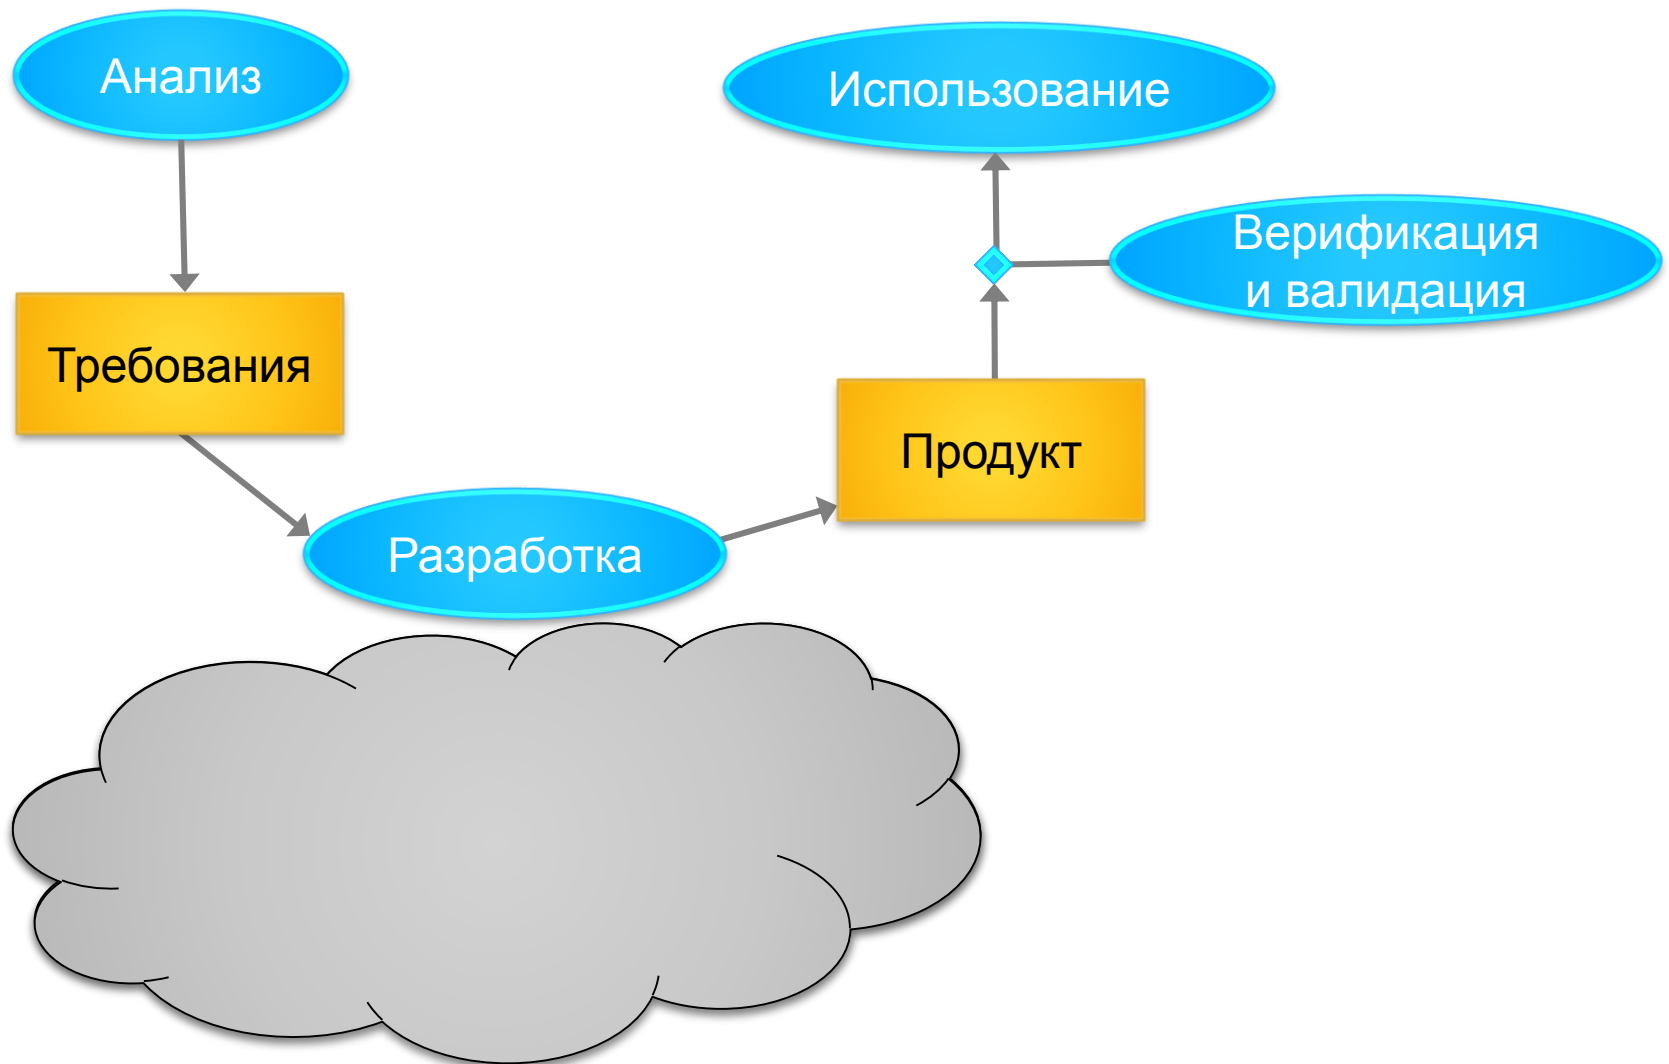 Анализ
Использование
Верификация
и валидация
Требования
Продукт
Разработка